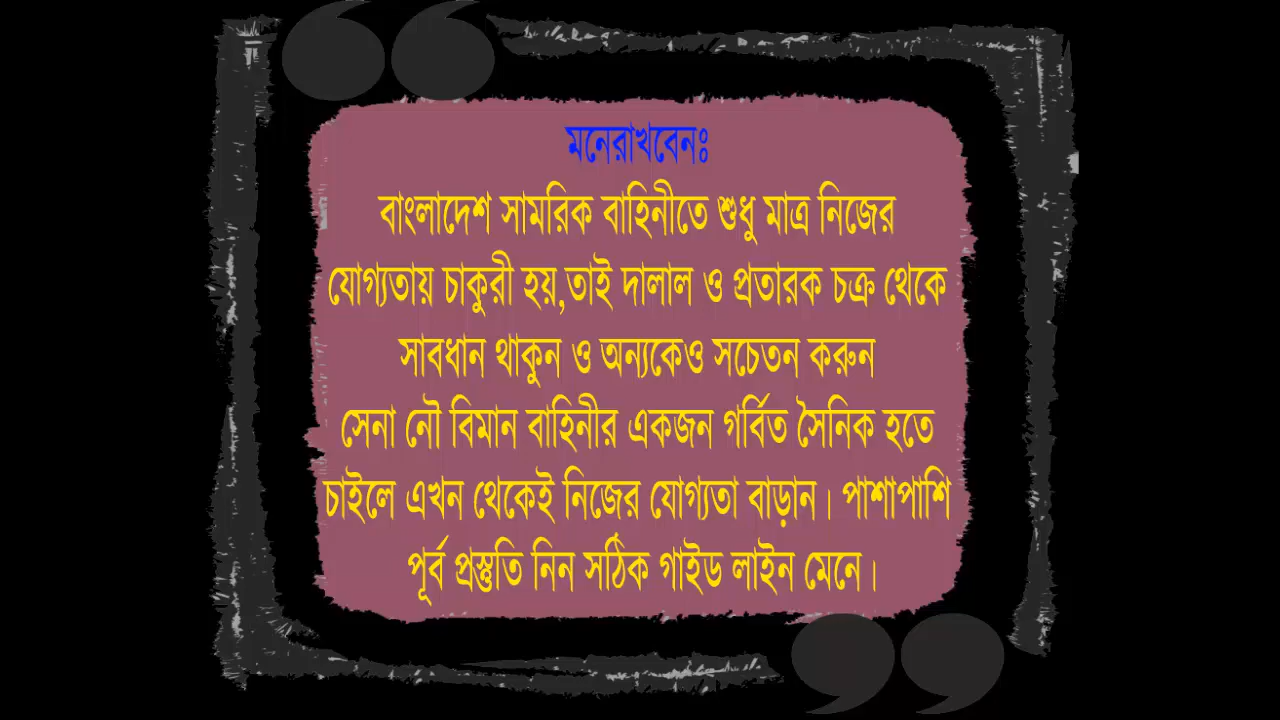 মনেরাখবেনঃ
বাংলাদেশ সামরিক বাহিনীতে শুধু মাত্র নিজের
যোগ্যতায় চাকুরী হয়,তাই দালাল ও প্রতারক চক্র থেকে
সাবধান থাকুন ও অন্যকেও সচেতন করুন
সেনা নৌ বিমান বাহিনীর একজন গর্বিত সৈনিক হতে
চাইলে এখন থেকেই নিজের যোগ্যতা বাড়ান। পাশাপাশি
পূর্ব প্রস্তুতি নিন সঠিক গাইড লাইন মেনে।